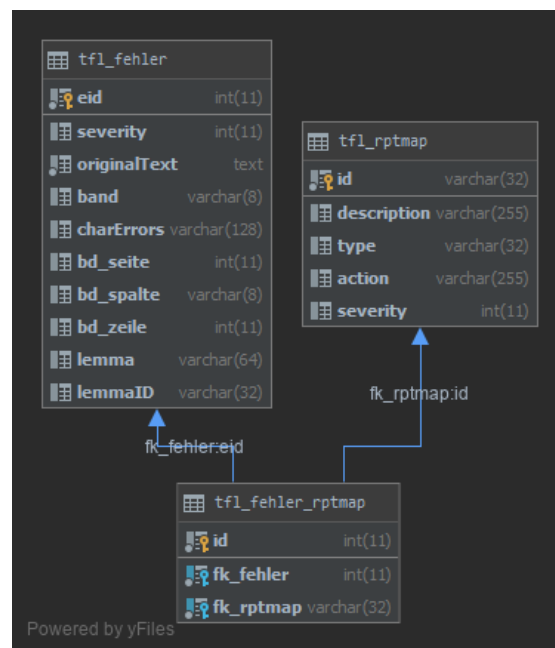 tfl_fehler
eid int(11)
severity int(11)
originalText text
band varchar(8)
charErrors varchar(128)
bd_seite int(11)
bd_spalte varchar(8)
bd_zeile int(11)
lemma varchar(64)
lemmaID varchar(32)
tfl_rptmap
id varchar(32)
description varchar(255)
type varchar(32)
action varchar(255)
severity int(11)
fk_rptmap:id
fk_fehler:eid
tfl_fehler_rptmap
id int(11)
fk_fehler int(11)
fk_rptmap varchar(32)
Powered by yFiles